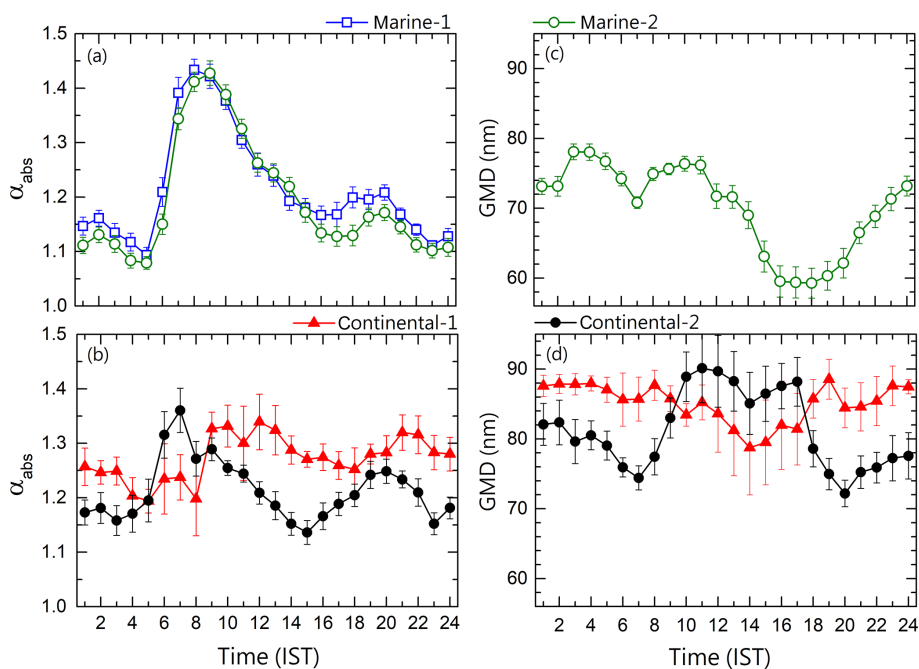 Marine-1 Marine-2
(a) (c)
1.5
1.4
1.3
1.2
1.1
1.0
α_abs
90
80
70
60
GMD (nm)
Continental-1 Continental-2
(b) (d)
1.5
1.4
1.3
1.2
1.1
1.0
α_abs
90
80
70
60
GMD (nm)
2 4 6 8 10 12 14 16 18 20 22 24
2 4 6 8 10 12 14 16 18 20 22 24
Time (IST) Time (IST)